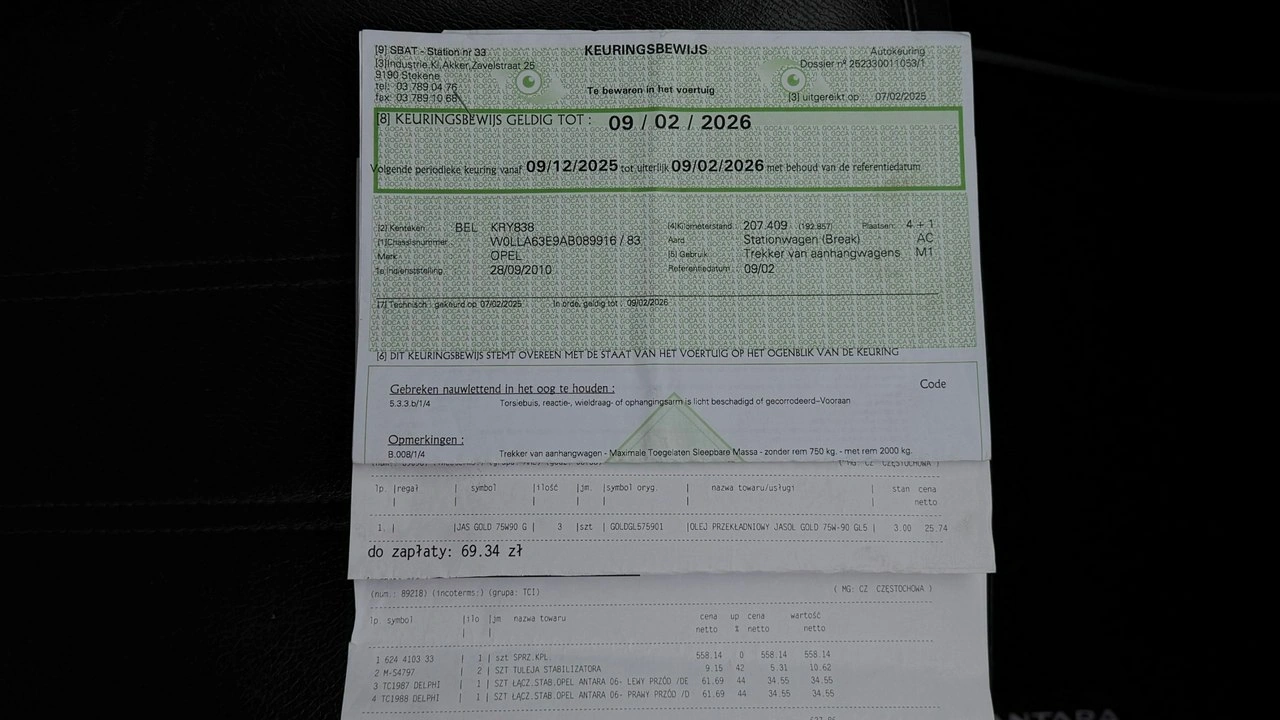 [9] SBAT - Station nr 33 KEURINGSBEWIJS Autokeuring
[3]Industrie.Kl.Akker,Zavelstraat 25 Dossier nº 252330011053/1
9190 Stekene
tel: 03 789 04 76 Te bewaren in het voertuig
fax: 03 789 10 68 [3] uitgereikt op : 07/02/2025
[8] KEURINGSBEWIJS GELDIG TOT : 09 / 02 / 2026
Volgende periodieke keuring vanaf 09/12/2025 tot uiterlijk 09/02/2026 met behoud van de referentiedatum
[2] Kenteken BEL KRY838 [4]Kilometerstand : 207.409 (192.857) Plaatsen: 4 + 1
[1]Chassisnummer : W0LLA63E9AB089916 / 83 Aard Stationwagen (Break) AC
Merk OPEL [5] Gebruik Trekker van aanhangwagens M1
1e Indienststelling 28/09/2010 Referentiedatum : 09/02
[7] Technisch : gekeurd op 07/02/2025 In orde, geldig tot : 09/02/2026
[6] DIT KEURINGSBEWIJS STEMT OVEREEN MET DE STAAT VAN HET VOERTUIG OP HET OGENBLIK VAN DE KEURING
Gebreken nauwlettend in het oog te houden : Code
5.3.3.b/1/4 Torsiebuis, reactie-, wieldraag- of ophangingsarm is licht beschadigd of gecorrodeerd–Vooraan
Opmerkingen :
B.008/1/4 Trekker van aanhangwagen - Maximale Toegelaten Sleepbare Massa - zonder rem 750 kg. - met rem 2000 kg.
( MG: CZ CZĘSTOCHOWA )
lp. |regał | symbol |ilość |jm. |symbol oryg. | nazwa towaru/usługi | stan cena
netto
1. | |JAS GOLD 75W90 G | 3 |szt | GOLDGL575901 |OLEJ PRZEKŁADNIOWY JASOL GOLD 75W-90 GL5 | 3.00 25.74
do zapłaty: 69.34 zł
(num.: 89218) (incoterms:) (grupa: TC1) ( MG: CZ CZĘSTOCHOWA )
lp. symbol |ilo |jm nazwa towaru cena up cena wartość
netto % netto netto
1 624 4103 33 | 1 | szt SPRZ.KPL. 558.14 0 558.14 558.14
2 M-S4797 | 2 | SZT TULEJA STABILIZATORA 9.15 42 5.31 10.62
3 TC1987 DELPHI | 1 | SZT ŁĄCZ.STAB.OPEL ANTARA 06- LEWY PRZÓD /DE 61.69 44 34.55 34.55
4 TC1988 DELPHI | 1 | SZT ŁĄCZ.STAB.OPEL ANTARA 06- PRAWY PRZÓD /D 61.69 44 34.55 34.55
ANTARA